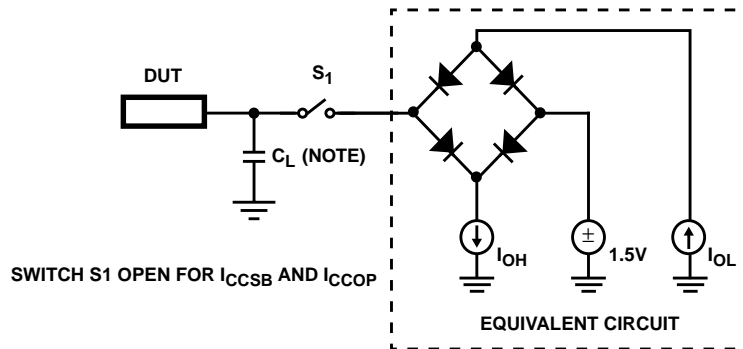 DUT
S1
CL (NOTE)
IOH
±
1.5V
IOL
SWITCH S1 OPEN FOR ICCSB AND ICCOP
EQUIVALENT CIRCUIT